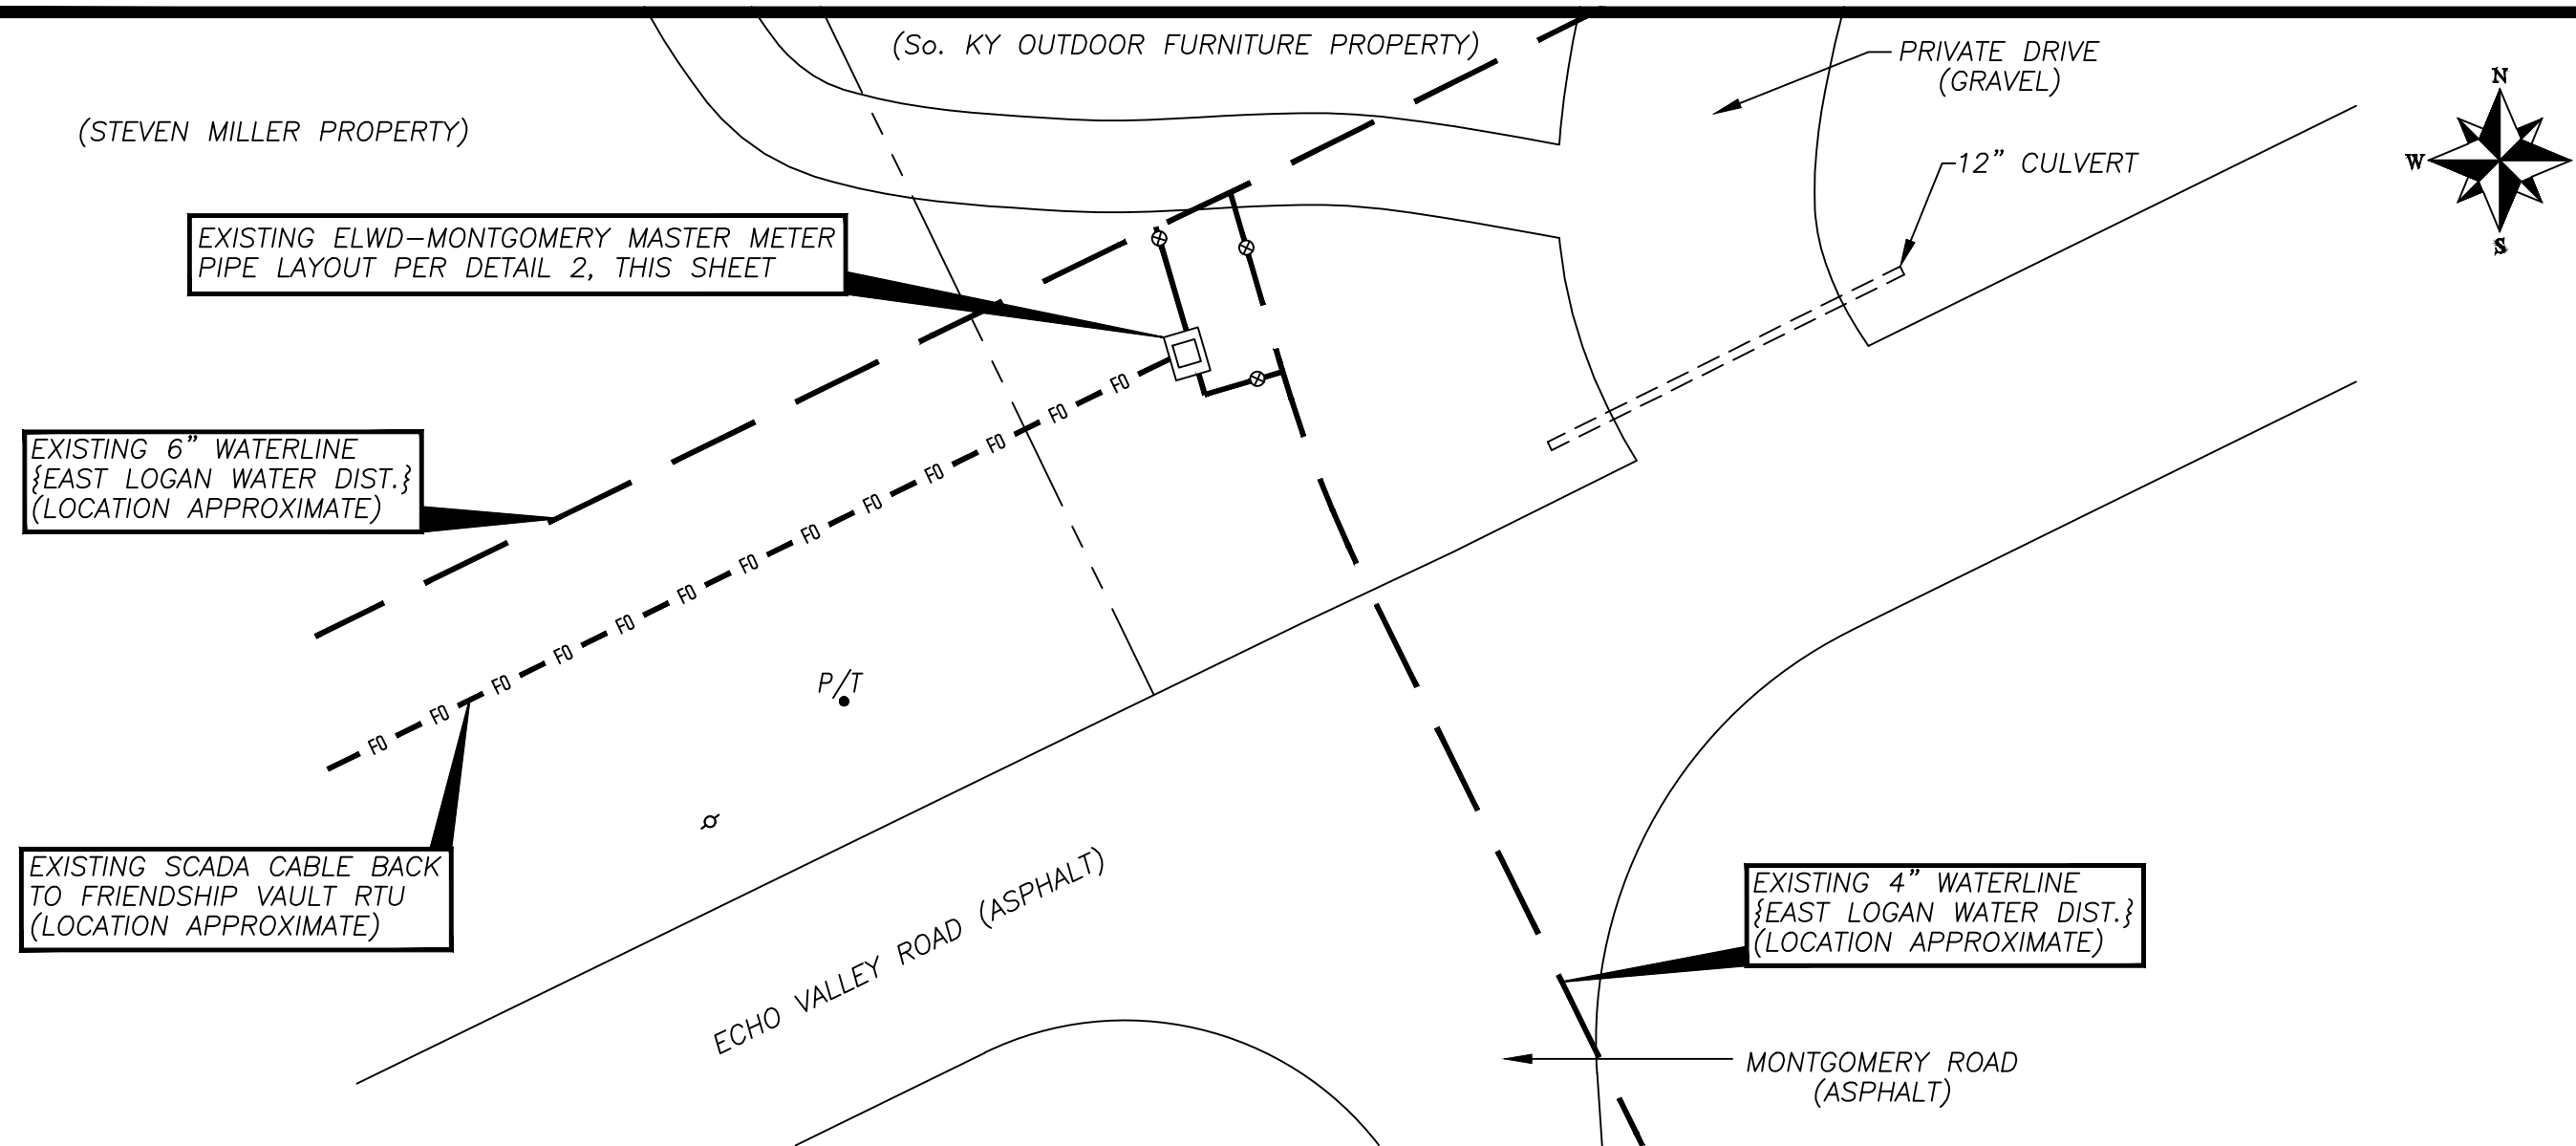 (So. KY OUTDOOR FURNITURE PROPERTY)
PRIVATE DRIVE
(GRAVEL)
N
(STEVEN MILLER PROPERTY)
12" CULVERT
W
S
EXISTING ELWD-MONTGOMERY MASTER METER
PIPE LAYOUT PER DETAIL 2, THIS SHEET
EXISTING 6" WATERLINE
{EAST LOGAN WATER DIST.}
(LOCATION APPROXIMATE)
FO
FO
FO
FO
FO
FO
FO
FO
FO
FO
FO
FO
FO
P/T
EXISTING SCADA CABLE BACK
TO FRIENDSHIP VAULT RTU
(LOCATION APPROXIMATE)
ECHO VALLEY ROAD (ASPHALT)
EXISTING 4" WATERLINE
{EAST LOGAN WATER DIST.}
(LOCATION APPROXIMATE)
MONTGOMERY ROAD
(ASPHALT)